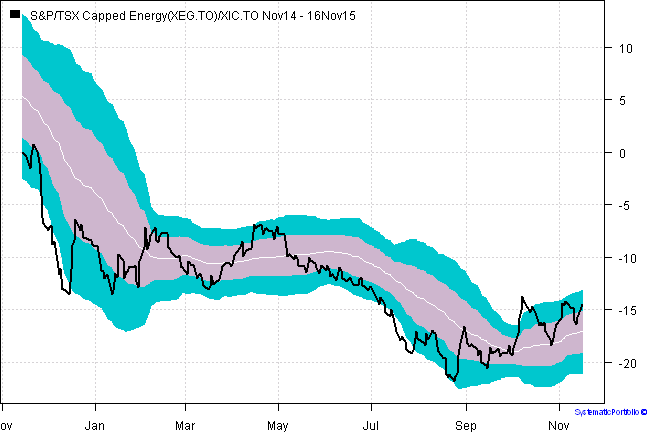 S&P/TSX Capped Energy(XEG.TO)/XIC.TO Nov14 - 16Nov15
10
5
0
-5
-10
-15
-20
ov Jan Mar May Jul Sep Nov
SystematicPortfolio ©